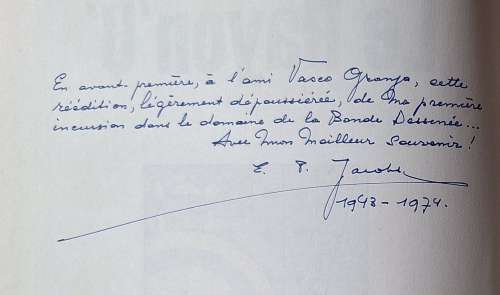 En avant-première, à l'ami Vasco Granja, cette
réédition, légèrement dépoussiéréé, de Ma première
incursion dans le domaine de la Bande Dessinée...
Avec Mon Meilleur Souvenir !
E. P. Jacobs
1943 - 1974.